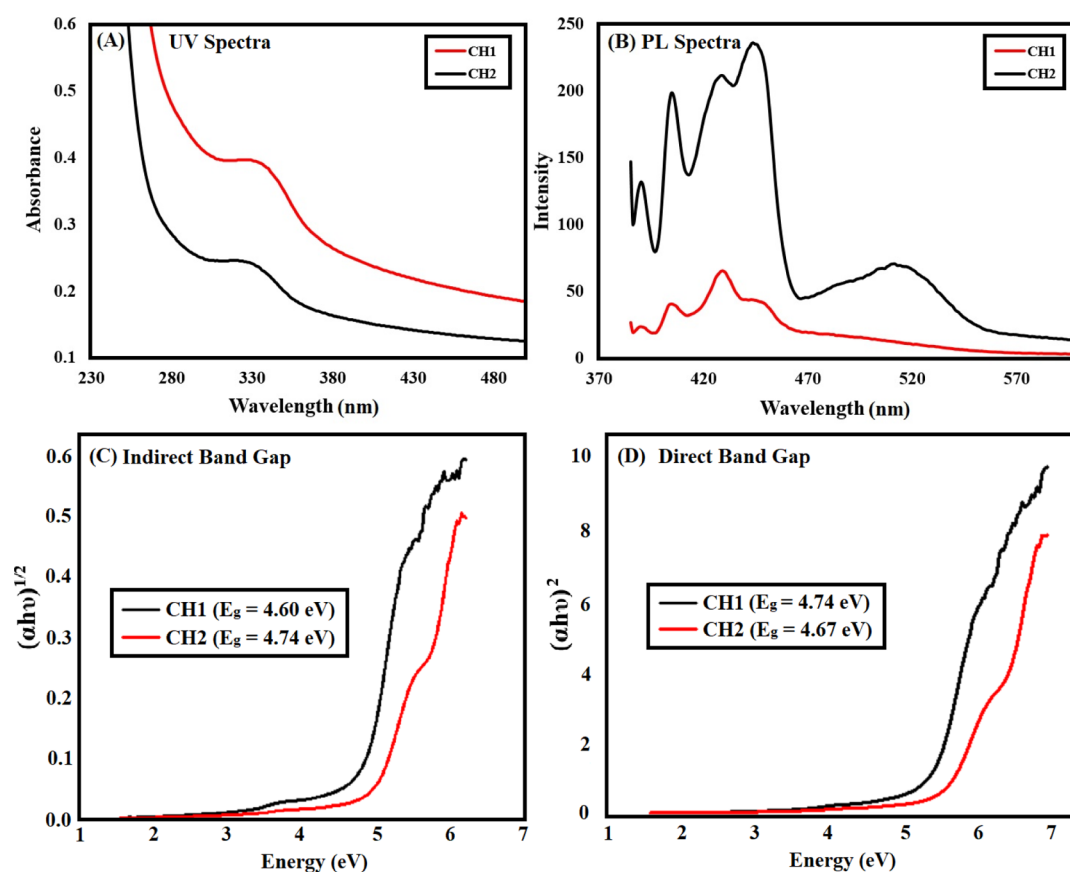 (A) UV Spectra
CH1
CH2
0.6
0.5
0.4
0.3
0.2
0.1
Absorbance
230 280 330 380 430 480
Wavelength (nm)
(B) PL Spectra
CH1
CH2
250
200
150
100
50
0
Intensity
370 420 470 520 570
Wavelength (nm)
(C) Indirect Band Gap
0.6
0.5
0.4
0.3
0.2
0.1
0.0
(αhυ)1/2
CH1 (Eg = 4.60 eV)
CH2 (Eg = 4.74 eV)
1 2 3 4 5 6 7
Energy (eV)
(D) Direct Band Gap
10
8
6
4
2
0
(αhυ) 2
CH1 (Eg = 4.74 eV)
CH2 (Eg = 4.67 eV)
1 2 3 4 5 6 7
Energy (eV)